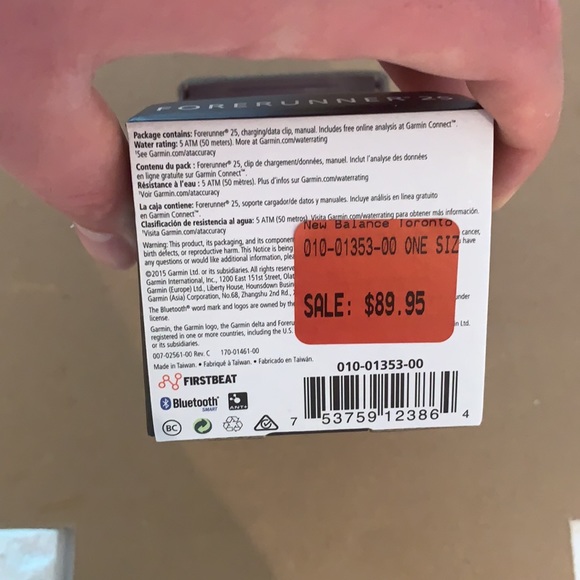 FORERUNNER® 25
Package contains: Forerunner® 25, charging/data clip, manual. Includes free online analysis at Garmin Connect™.
Water rating: 5 ATM (50 meters). More at Garmin.com/waterrating
¹See Garmin.com/ataccuracy
Contenu du pack : Forerunner® 25, clip de chargement/données, manuel. Inclut l'analyse des données
en ligne gratuite sur Garmin Connect™.
Résistance à l'eau : 5 ATM (50 mètres). Plus d'infos sur Garmin.com/waterrating
¹Voir Garmin.com/ataccuracy
La caja contiene: Forerunner® 25, soporte cargador/de datos y manuales. Incluye análisis en línea gratuito
en Garmin Connect™.
Clasificación de resistencia al agua: 5 ATM (50 metros). Visita Garmin.com/waterrating para obtener más información.
¹Visita Garmin.com/ataccuracy
Warning: This product, its packaging, and its component cancer,
birth defects, or reproductive harm. This Notice is being have
any questions or would like additional information,
©2015 Garmin Ltd. or its subsidiaries. All rights reserve
Garmin International, Inc., 1200 East 151st Street, Olat
Garmin (Europe) Ltd., Liberty House, Hounsdown Busin
Garmin (Asia) Corporation, No.68, Zhangshu 2nd Rd.,
The Bluetooth® word mark and logos are owned by the under
license.
Garmin, the Garmin logo, the Garmin delta and Foreru n Ltd.
registered in one or more countries, including the U.S.
or its subsidiaries.
007-02561-00 Rev. C 170-01461-00
Made in Taiwan. • Fabriqué à Taïwan. • Fabricado en Taiwán.
New Balance Toronto
010-01353-00 ONE SIZ
SALE: $89.95
FIRSTBEAT
Bluetooth®
SMART
ANT+
BC
010-01353-00
7 53759 12386 4